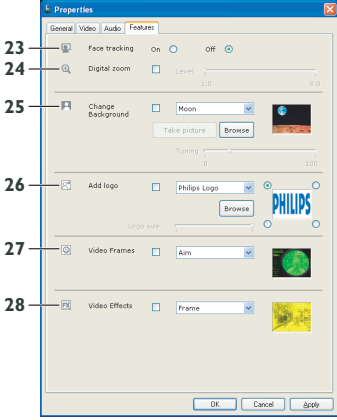 Properties
General Video Audio Features
23 Face tracking On Off
24 Digital zoom Level
1.0 6.0
25 Change Background Moon
Take picture Browse
Tuning
0 100
26 Add logo Philips Logo
PHILIPS
Browse
Logo size
27 Video Frames Aim
28 FX Video Effects Frame
OK Cancel Apply